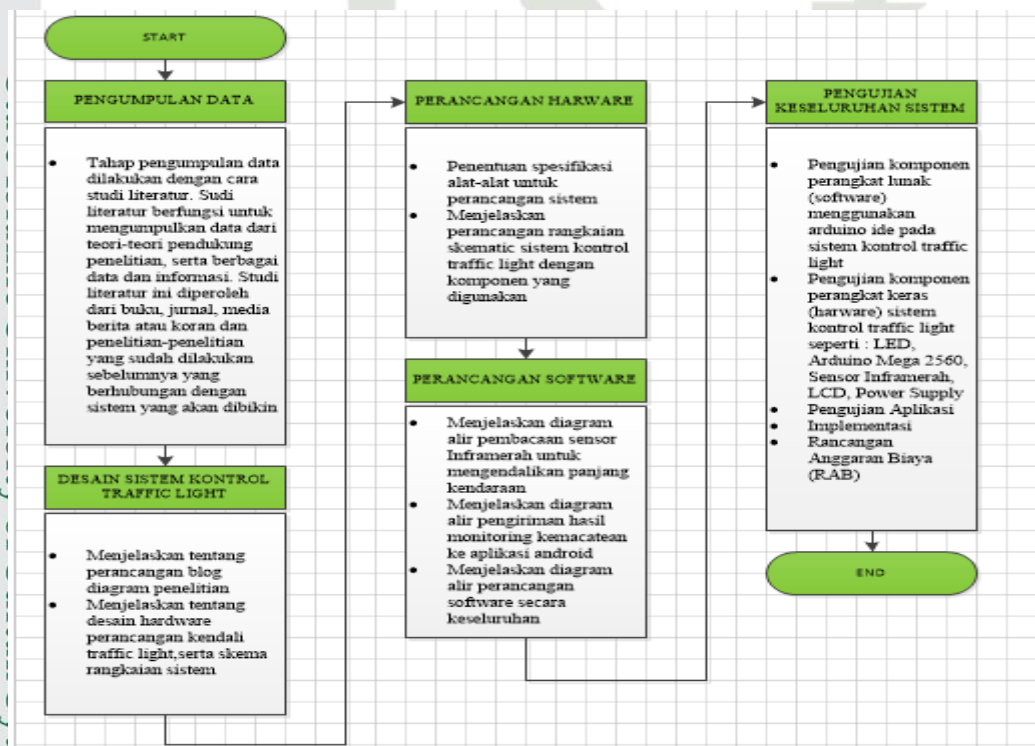 START
PENGUMPULAN DATA
• Tahap pengumpulan data
dilakukan dengan cara
studi literatur. Sudi
literatur berfungsi untuk
mengumpulkan data dari
teori-teori pendukung
penelitian, serta berbagai
data dan informasi. Studi
literatur ini diperoleh
dari buku, jurnal, media
berita atau koran dan
penelitian-penelitian
yang sudah dilakukan
sebelumnya yang
berhubungan dengan
sistem yang akan dibikin
DESAIN SISTEM KONTROL
TRAFFIC LIGHT
• Menjelaskan tentang
perancangan blog
diagram penelitian
• Menjelaskan tentang
desain hardware
perancangan kendali
traffic light,serta skema
rangkaian sistem
PERANCANGAN HARWARE
• Penentuan spesifikasi
alat-alat untuk
perancangan sistem
• Menjelaskan
perancangan rangkaian
skematic sistem kontrol
traffic light dengan
komponen yang
digunakan
PERANCANGAN SOFTWARE
• Menjelaskan diagram
alir pembacaan sensor
Inframerah untuk
mengendalikan panjang
kendaraan
• Menjelaskan diagram
alir pengiriman hasil
monitoring kemacatean
ke aplikasi android
• Menjelaskan diagram
alir perancangan
software secara
keseluruhan
PENGUJIAN
KESELURUHAN SISTEM
• Pengujian komponen
perangkat lunak
(software)
menggunakan
arduino ide pada
sistem kontrol traffic
light
• Pengujian komponen
perangkat keras
(harware) sistem
kontrol traffic light
seperti : LED,
Arduino Mega 2560,
Sensor Inframerah,
LCD, Power Supply
• Pengujian Aplikasi
• Implementasi
• Rancangan
Anggaran Biaya
(RAB)
END